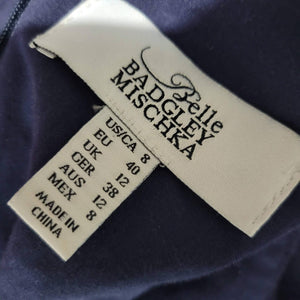 Belle
BADGLEY
MISCHKA
US/CA 8
EU 40
UK 12
GER 38
AUS 12
MEX 8
MADE IN
CHINA